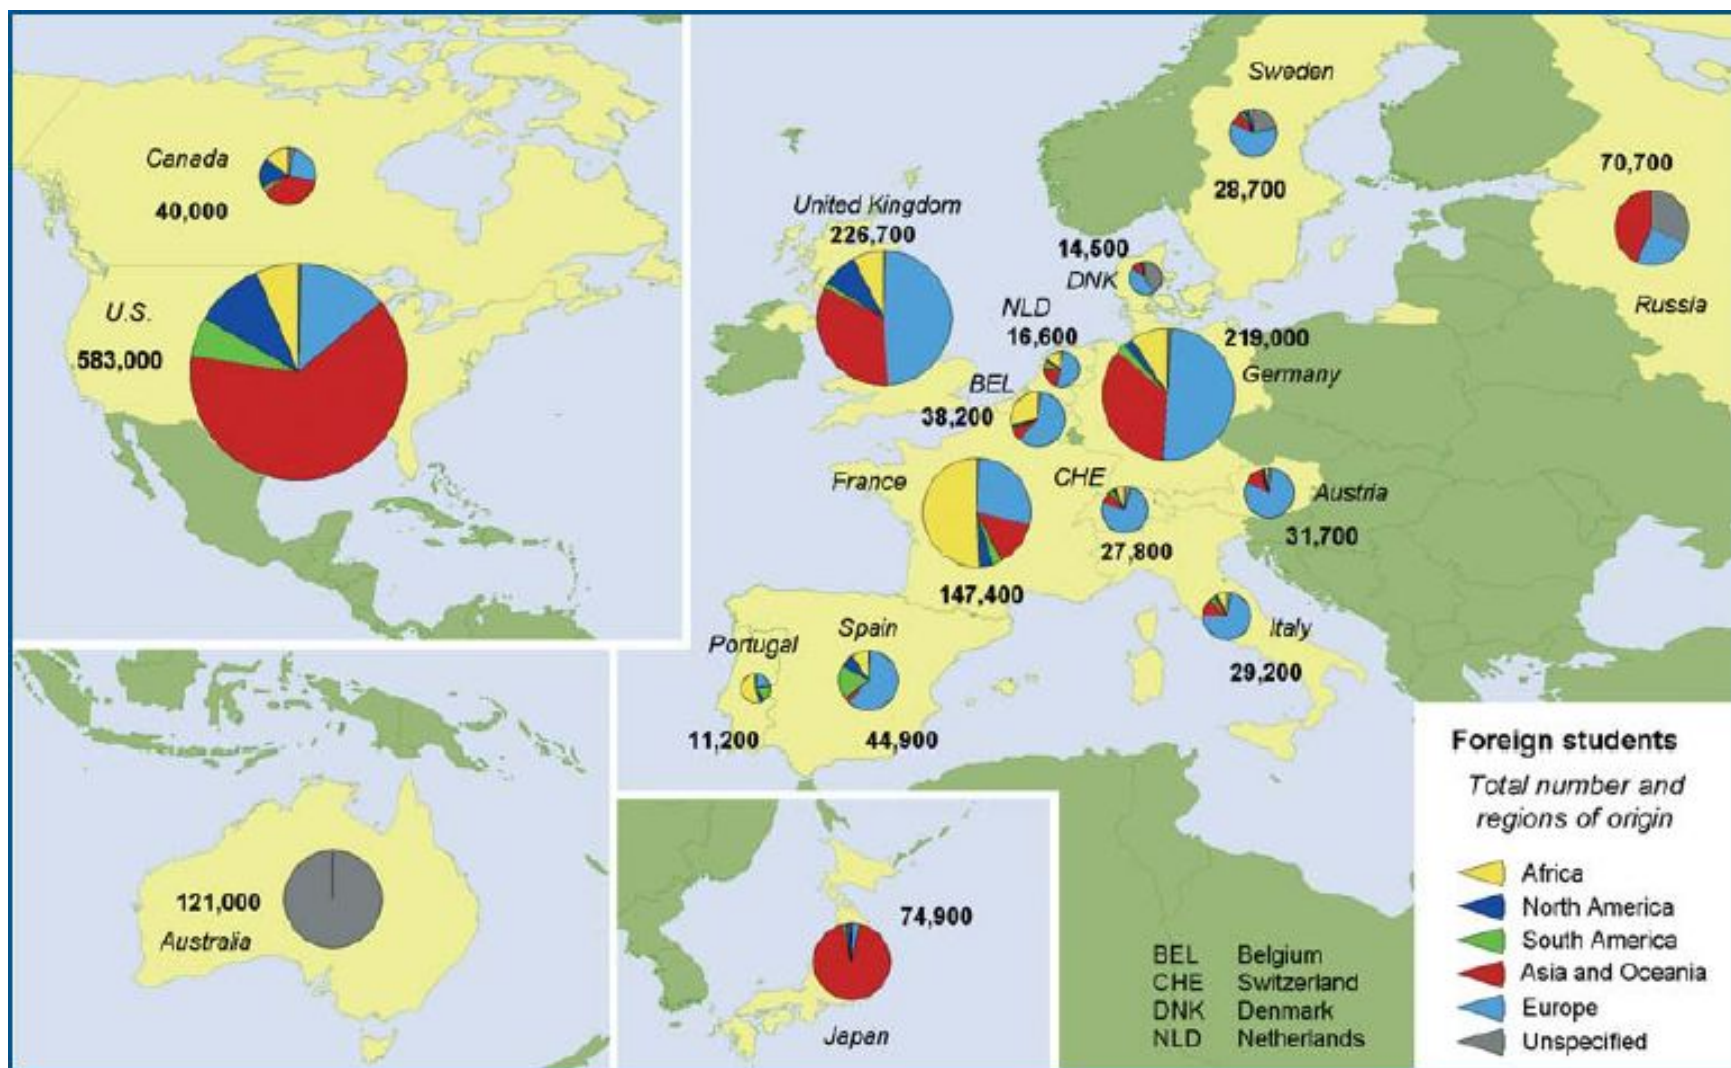 Canada
40,000
U.S.
583,000
Sweden
28,700
70,700
Russia
United Kingdom
226,700
14,500
DNK
NLD
16,600
BEL
38,200
219,000
Germany
France
147,400
CHE
27,800
Austria
31,700
Italy
29,200
Portugal
11,200
Spain
44,900
121,000
Australia
74,900
Japan
BEL Belgium
CHE Switzerland
DNK Denmark
NLD Netherlands
Foreign students
Total number and
regions of origin
Africa
North America
South America
Asia and Oceania
Europe
Unspecified